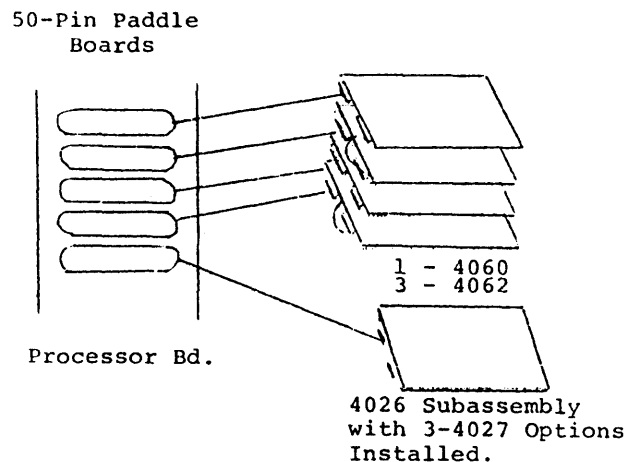 50-Pin Paddle
Boards
1 - 4060
3 - 4062
Processor Bd.
4026 Subassembly
with 3-4027 Options
Installed.